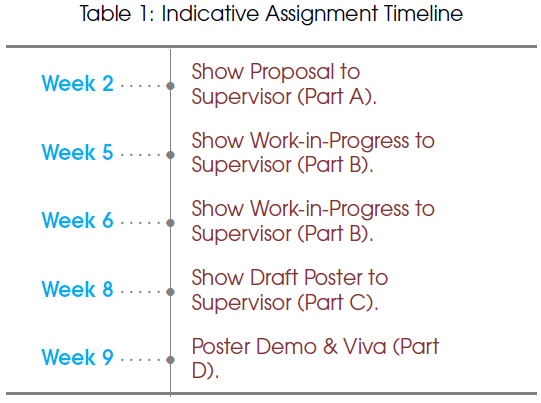 Table 1: Indicative Assignment Timeline
Week 2 ····· Show Proposal to
Supervisor (Part A).
Week 5 ····· Show Work-in-Progress to
Supervisor (Part B).
Week 6 ····· Show Work-in-Progress to
Supervisor (Part B).
Week 8 ····· Show Draft Poster to
Supervisor (Part C).
Week 9 ····· Poster Demo & Viva (Part
D).